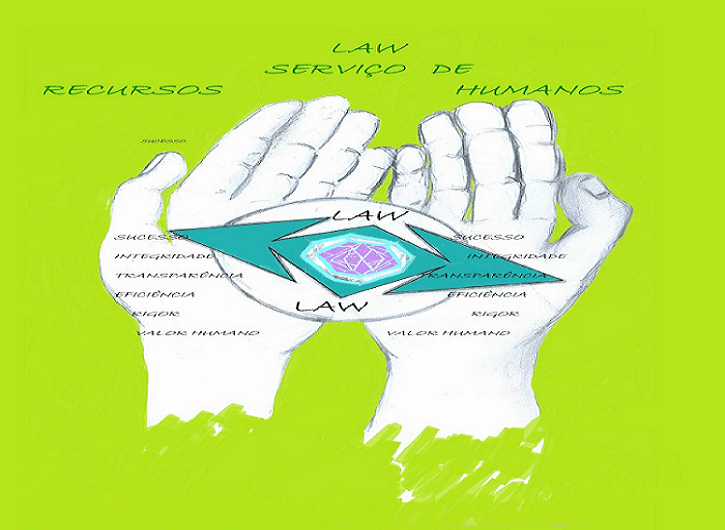 LAW
SERVIÇO DE
RECURSOS HUMANOS
SUCESSO
LAW
SUCESSO SUCESSO
INTEGRIDADE INTEGRIDADE
TRANSPARÊNCIA TRANSPARÊNCIA
EFICIÊNCIA EFICIÊNCIA
LAW
RIGOR RIGOR
VALOR HUMANO VALOR HUMANO